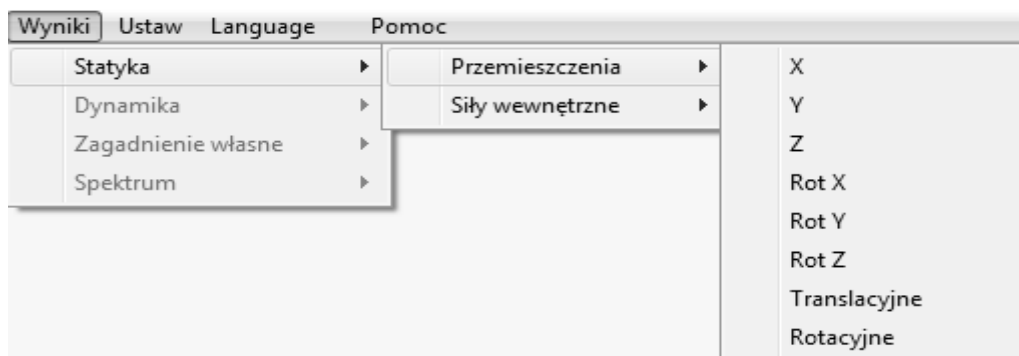 Wyniki Ustaw Language Pomoc
Statyka Przemieszczenia X
Dynamika Siły wewnętrzne Y
Zagadnienie własne Z
Spektrum Rot X
Rot Y
Rot Z
Translacyjne
Rotacyjne